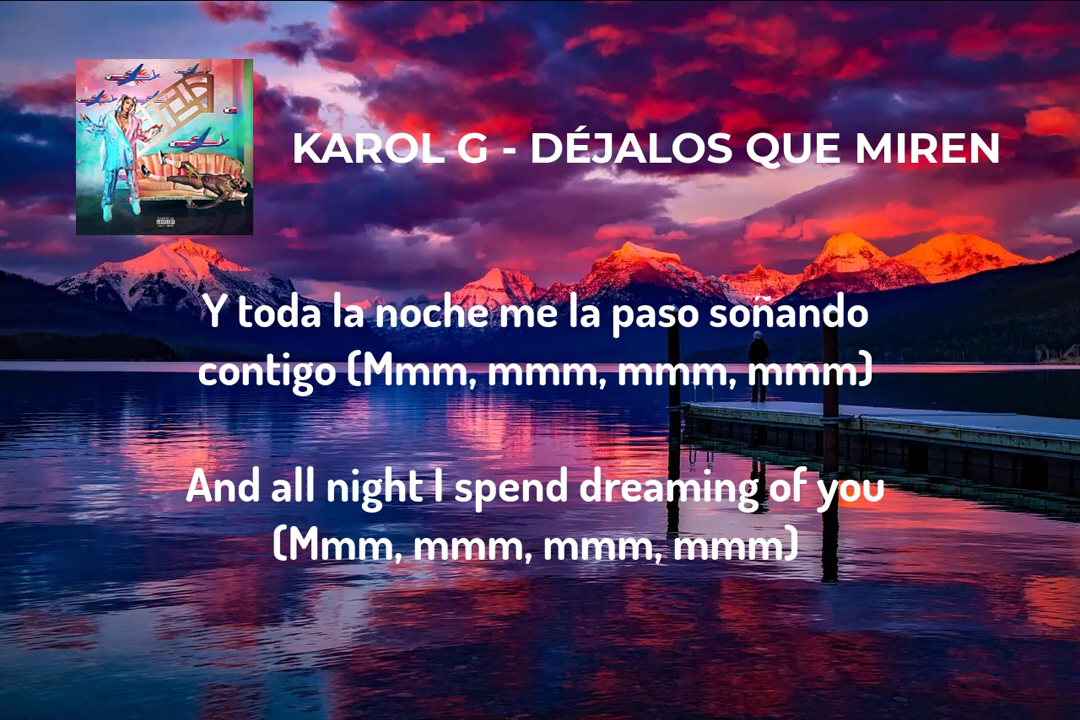 KAROL G - DÉJALOS QUE MIREN
Y toda la noche me la paso soñando
contigo (Mmm, mmm, mmm, mmm)
And all night I spend dreaming of you
(Mmm, mmm, mmm, mmm)